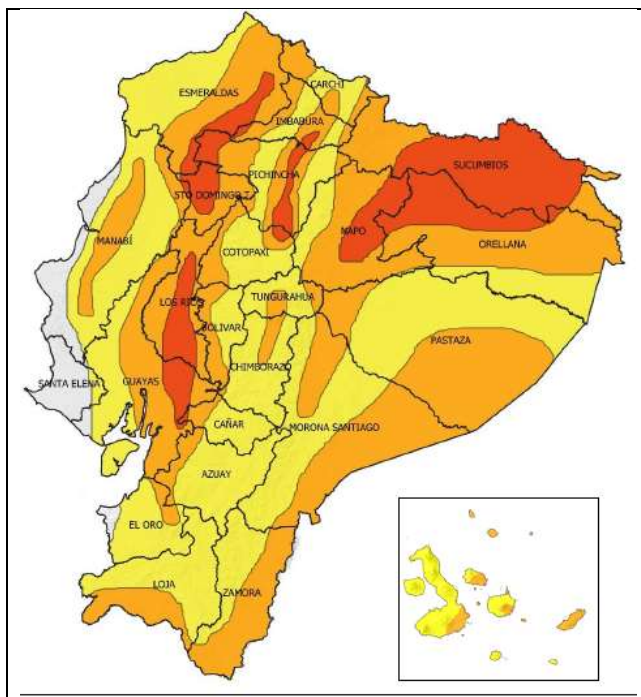 CARCHI
ESMERALDAS
IMBABURA
SUCUMBIOS
PICHINCHA
STO DOMINGO T
NAPO
MANABÍ
ORELLANA
COTOPAXI
LOS RIOS
TUNGURAHUA
BOLIVAR
PASTAZA
CHIMBORAZO
SANTA ELENA
GUAYAS
CAÑAR
MORONA SANTIAGO
AZUAY
EL ORO
LOJA
ZAMORA